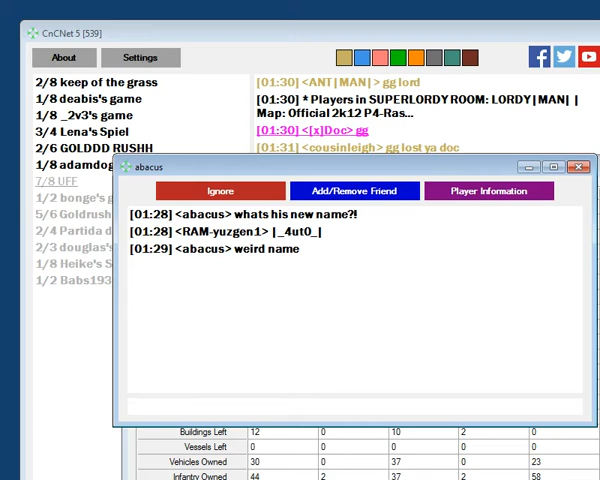 CnCNet 5 [539]
About
Settings
2/8 keep of the grass
1/8 deabis's game
1/8 _2v3's game
3/4 Lena's Spiel
2/6 GOLDDD RUSHH
1/8 adamdog
7/8 UFF
1/2 bonge's g
5/6 Goldrush
2/4 Partida d
2/3 douglas's
1/8 Heike's S
1/2 Babs193
[01:30] <ANT|MAN|> gg lord
[01:30] * Players in SUPERLORDY ROOM: LORDY|MAN| |
Map: Official 2k12 P4-Ras...
[01:30] <[x]Doc> gg
[01:31] <cousinleigh> gg lost ya doc
abacus
Ignore
Add/Remove Friend
Player Information
[01:28] <abacus> whats his new name?!
[01:28] <RAM-yuzgen1> |_4ut0_|
[01:29] <abacus> weird name
Buildings Left 12 0 10 2 0
Vessels Left 0 0 0 0 0
Vehicles Owned 30 0 37 0 23
Infantry Owned 44 2 37 2 58